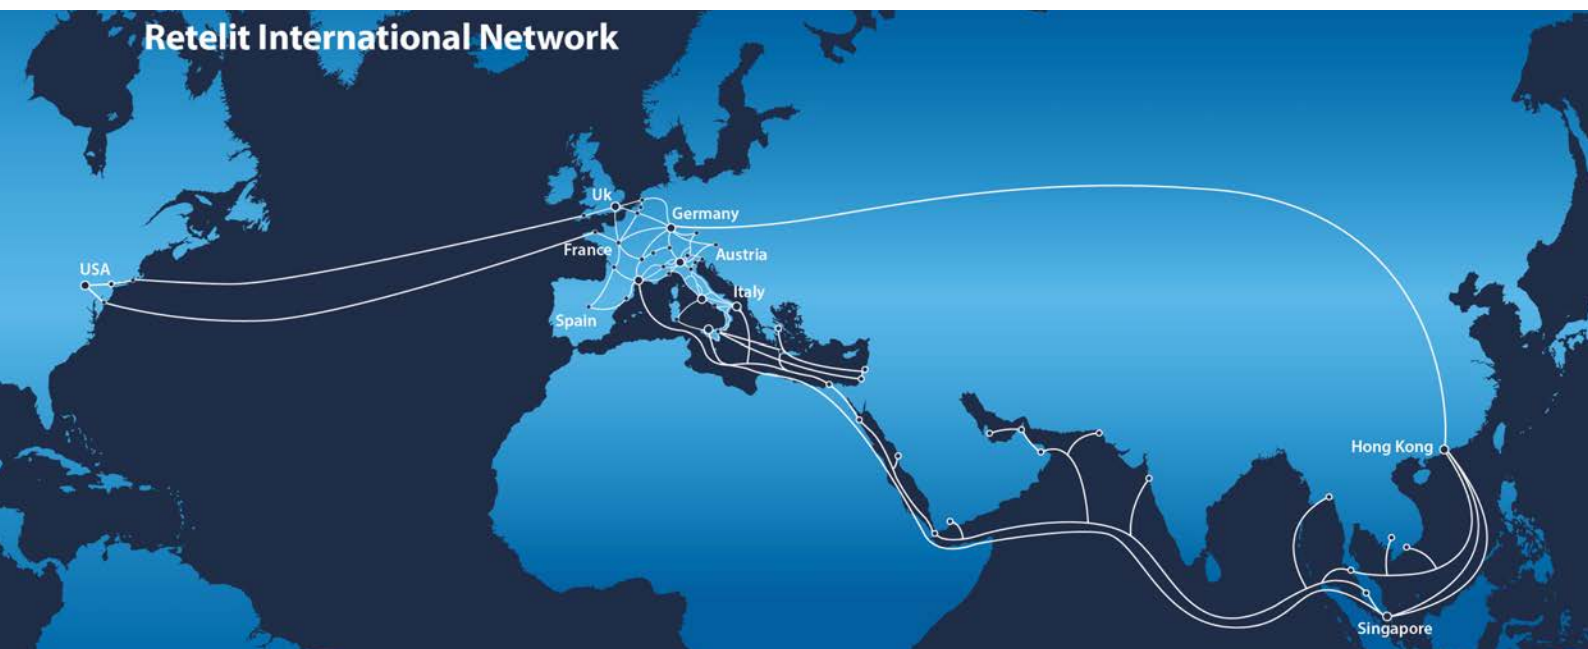 Retelit International Network
Uk
Germany
France
Austria
USA
Italy
Spain
Hong Kong
Singapore